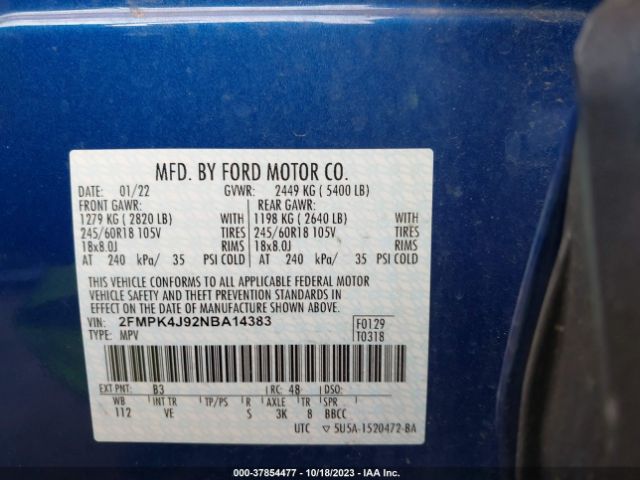 MFD. BY FORD MOTOR CO.
DATE: 01/22 GVWR: 2449 KG ( 5400 LB)
FRONT GAWR: REAR GAWR:
1279 KG ( 2820 LB) WITH 1198 KG ( 2640 LB) WITH
245/60R18 105V TIRES 245/60R18 105V TIRES
18x8.0J RIMS 18x8.0J RIMS
AT 240 kPa/ 35 PSI COLD AT 240 kPa/ 35 PSI COLD
THIS VEHICLE CONFORMS TO ALL APPLICABLE FEDERAL MOTOR
VEHICLE SAFETY AND THEFT PREVENTION STANDARDS IN
EFFECT ON THE DATE OF MANUFACTURE SHOWN ABOVE.
VIN: 2FMPK4J92NBA14383 F0129
TYPE: MPV T0318
EXT PNT: B3 RC: 48 DSO:
WB INT TR TP/PS R AXLE TR SPR
112 VE S 3K 8 BBCC
UTC ▽5U5A-1520472-BA
000-37854477 - 10/18/2023 - IAA Inc.